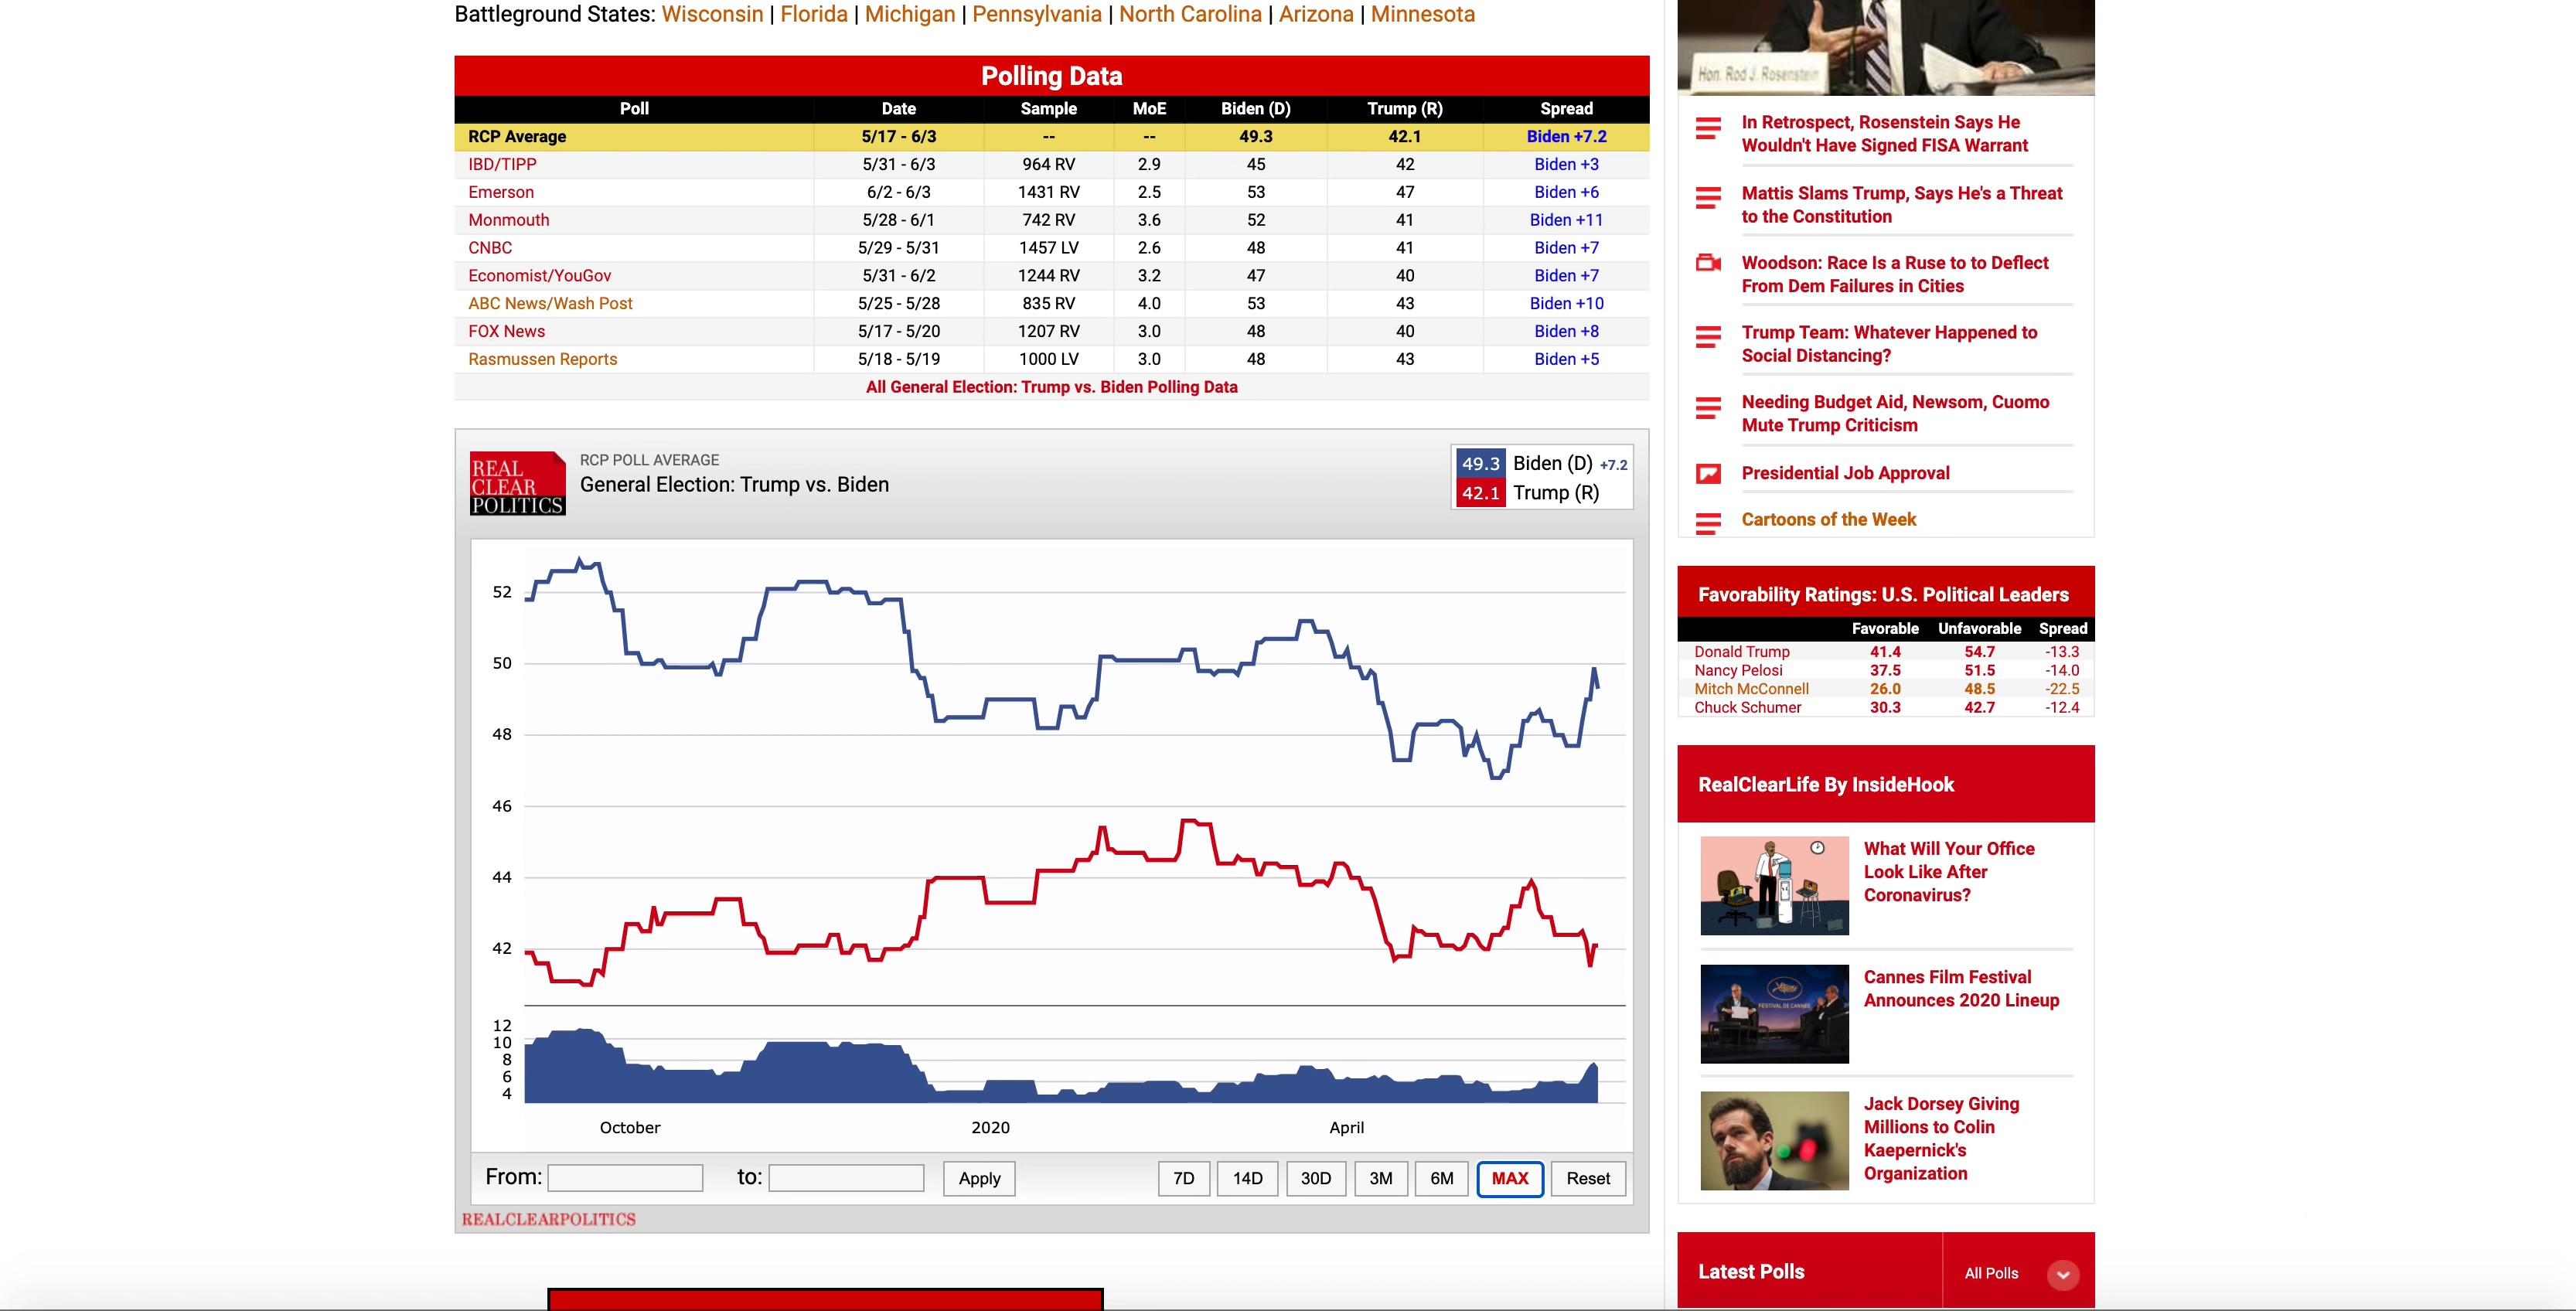 Battleground States: Wisconsin | Florida | Michigan | Pennsylvania | North Carolina | Arizona | Minnesota
Polling Data
Poll Date Sample MoE Biden (D) Trump (R) Spread
RCP Average 5/17 - 6/3 -- -- 49.3 42.1 Biden +7.2
IBD/TIPP 5/31 - 6/3 964 RV 2.9 45 42 Biden +3
Emerson 6/2 - 6/3 1431 RV 2.5 53 47 Biden +6
Monmouth 5/28 - 6/1 742 RV 3.6 52 41 Biden +11
CNBC 5/29 - 5/31 1457 LV 2.6 48 41 Biden +7
Economist/YouGov 5/31 - 6/2 1244 RV 3.2 47 40 Biden +7
ABC News/Wash Post 5/25 - 5/28 835 RV 4.0 53 43 Biden +10
FOX News 5/17 - 5/20 1207 RV 3.0 48 40 Biden +8
Rasmussen Reports 5/18 - 5/19 1000 LV 3.0 48 43 Biden +5
All General Election: Trump vs. Biden Polling Data
REAL
CLEAR
POLITICS
RCP POLL AVERAGE
General Election: Trump vs. Biden
49.3 Biden (D) +7.2
42.1 Trump (R)
52
50
48
46
44
42
12
10
8
6
4
October 2020 April
From: to: Apply 7D 14D 30D 3M 6M MAX Reset
REALCLEARPOLITICS
Hon. Rod J. Rosenstein
In Retrospect, Rosenstein Says He
Wouldn't Have Signed FISA Warrant
Mattis Slams Trump, Says He's a Threat
to the Constitution
Woodson: Race Is a Ruse to to Deflect
From Dem Failures in Cities
Trump Team: Whatever Happened to
Social Distancing?
Needing Budget Aid, Newsom, Cuomo
Mute Trump Criticism
Presidential Job Approval
Cartoons of the Week
Favorability Ratings: U.S. Political Leaders
Favorable Unfavorable Spread
Donald Trump 41.4 54.7 -13.3
Nancy Pelosi 37.5 51.5 -14.0
Mitch McConnell 26.0 48.5 -22.5
Chuck Schumer 30.3 42.7 -12.4
RealClearLife By InsideHook
What Will Your Office
Look Like After
Coronavirus?
FESTIVAL DE CANNES
Cannes Film Festival
Announces 2020 Lineup
Jack Dorsey Giving
Millions to Colin
Kaepernick's
Organization
Latest Polls
All Polls